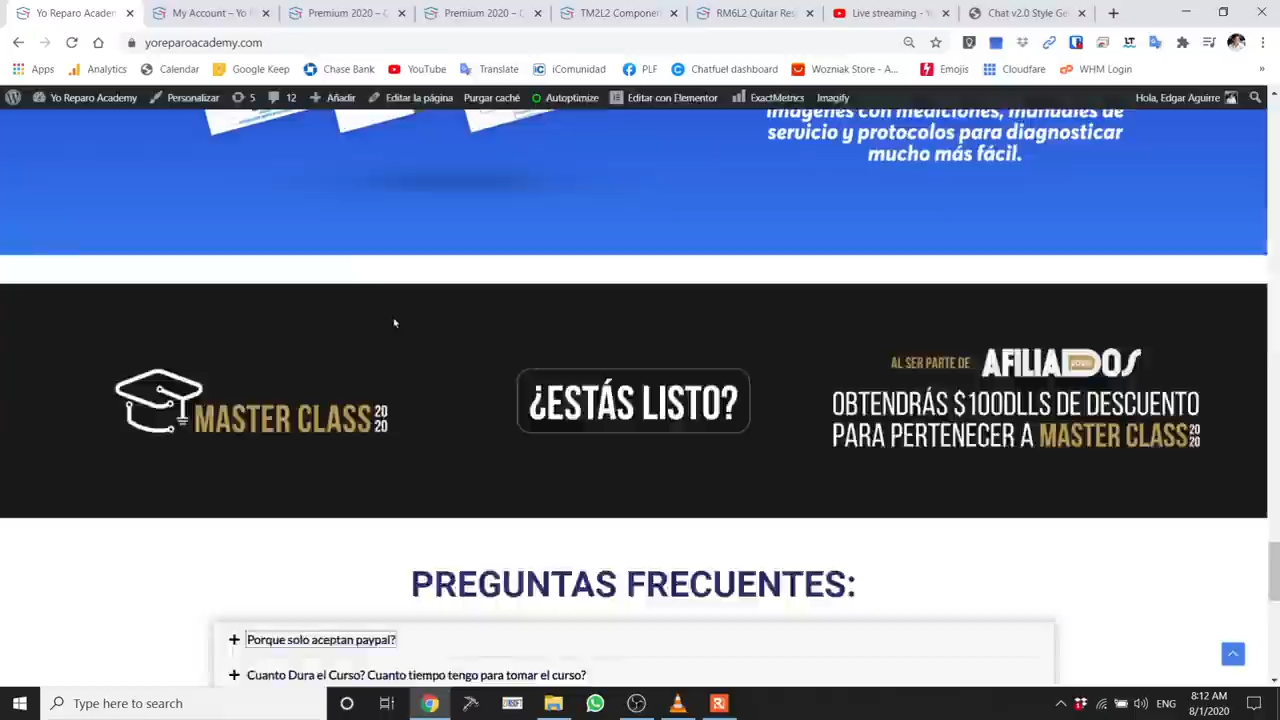 Yo Reparo Academ
My Account – Yo
Premium 2020 –
Premium 2020 –
TM2L2 Componen
RM6L2 Quitar Res
Live streaming -
Chat v2.0 Style Ge
yoreparoacademy.com
Apps
Analytics
Calendar
Google Keep
Chase Bank
YouTube
Translate
iComunidad
PLF
Chatfuel dashboard
Wozniak Store - A...
Emojis
Cloudfare
WHM Login
Yo Reparo Academy
Personalizar
5
12
Añadir
Editar la página
Purgar caché
Autoptimize
Editar con Elementor
ExactMetrics
Imagify
Hola, Edgar Aguirre
imágenes con mediciones, manuales de
servicio y protocolos para diagnosticar
mucho más fácil.
MASTER CLASS 2020
¿ESTÁS LISTO?
AL SER PARTE DE AFILIADOS
OBTENDRÁS $100DLLS DE DESCUENTO
PARA PERTENECER A MASTER CLASS 2020
PREGUNTAS FRECUENTES:
Porque solo aceptan paypal?
Cuanto Dura el Curso? Cuanto tiempo tengo para tomar el curso?
Type here to search
ENG
8:12 AM
8/1/2020